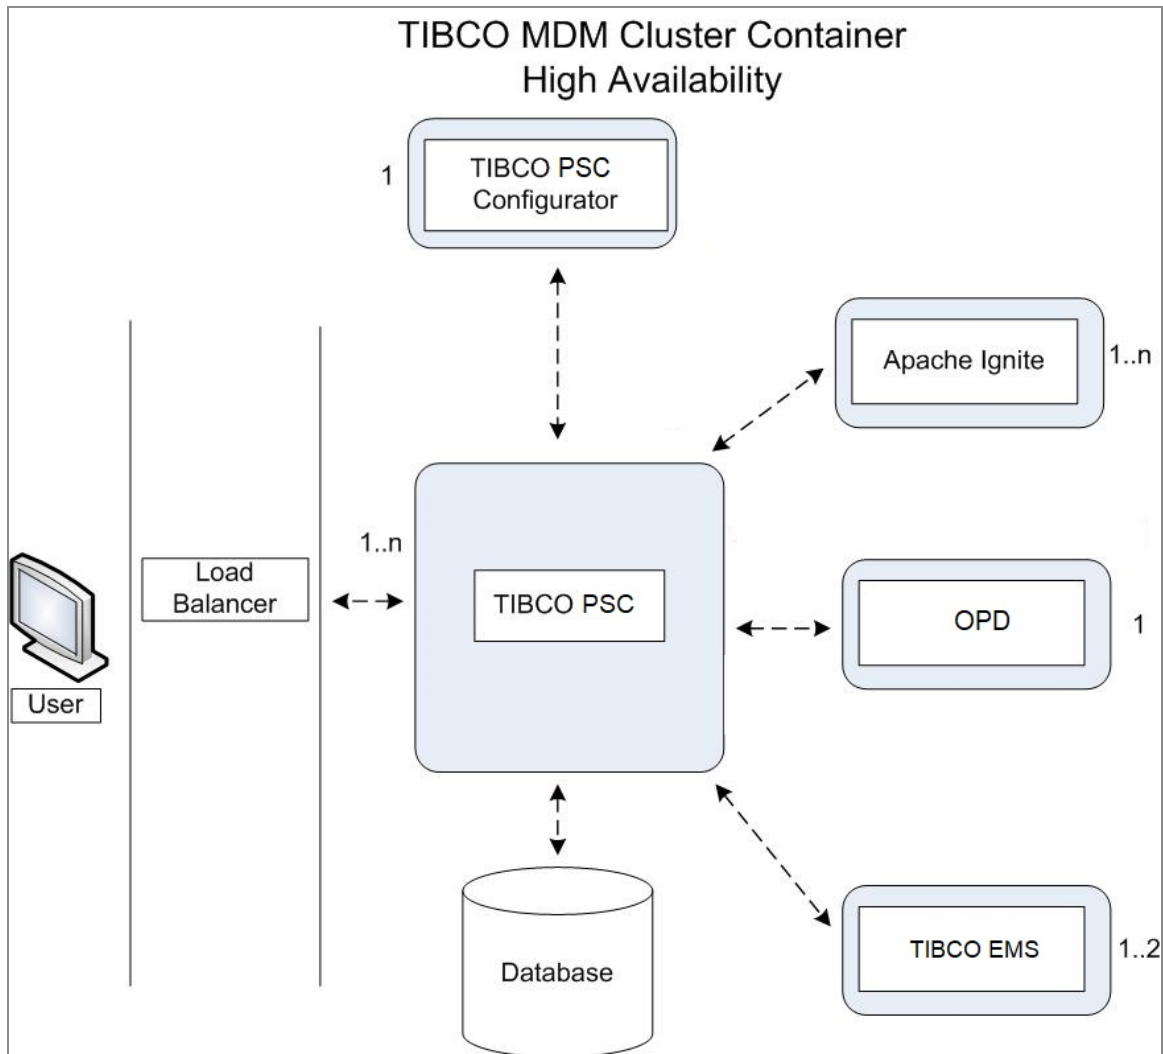 TIBCO MDM Cluster Container
High Availability
1
TIBCO PSC
Configurator
Apache Ignite
1..n
1..n
Load
Balancer
TIBCO PSC
OPD
1
User
Database
TIBCO EMS
1..2